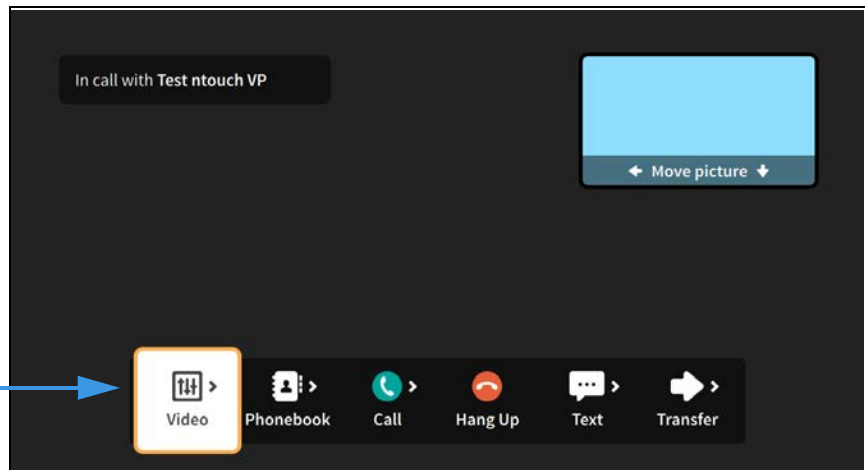 In call with Test ntouch VP
Move picture
Video Phonebook Call Hang Up Text Transfer